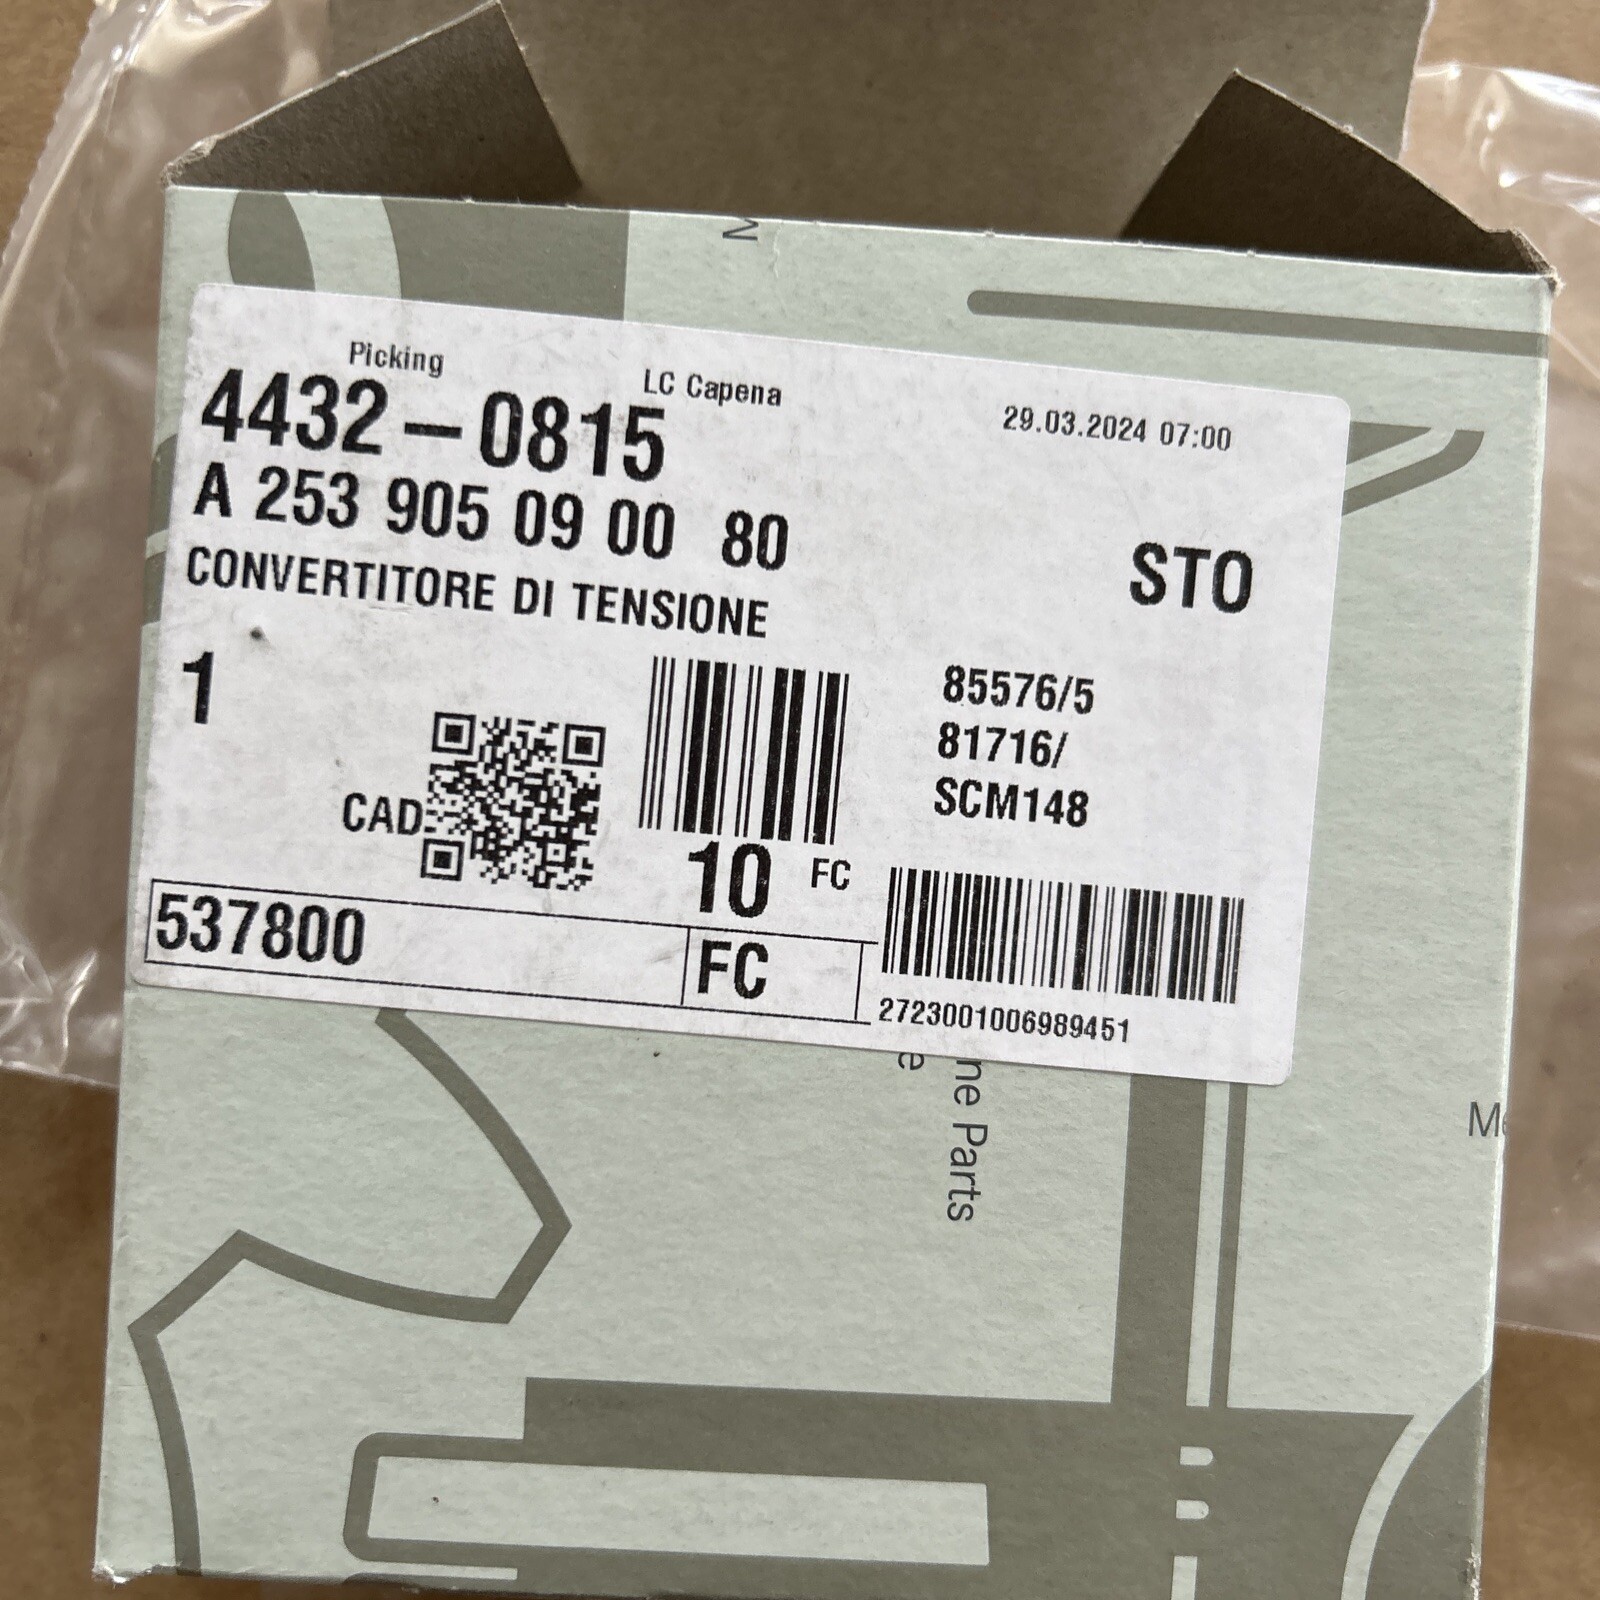 Picking
LC Capena
4432-0815
29.03.2024 07:00
A 253 905 09 00 80
CONVERTITORE DI TENSIONE
STO
1
85576/5
81716/
SCM148
CAD
10 FC
537800
FC
2723001006989451
Parts